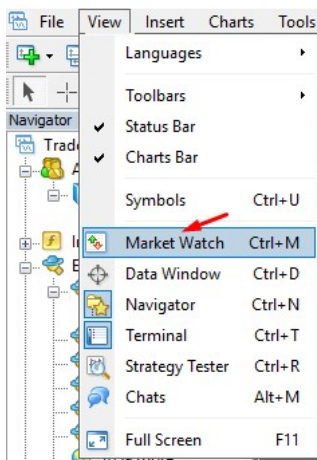 File View Insert Charts Tools
Languages
Toolbars
Navigator
Status Bar
Trad
Charts Bar
Symbols Ctrl+U
Market Watch Ctrl+M
Data Window Ctrl+D
Navigator Ctrl+N
Terminal Ctrl+T
Strategy Tester Ctrl+R
Chats Alt+M
Full Screen F11